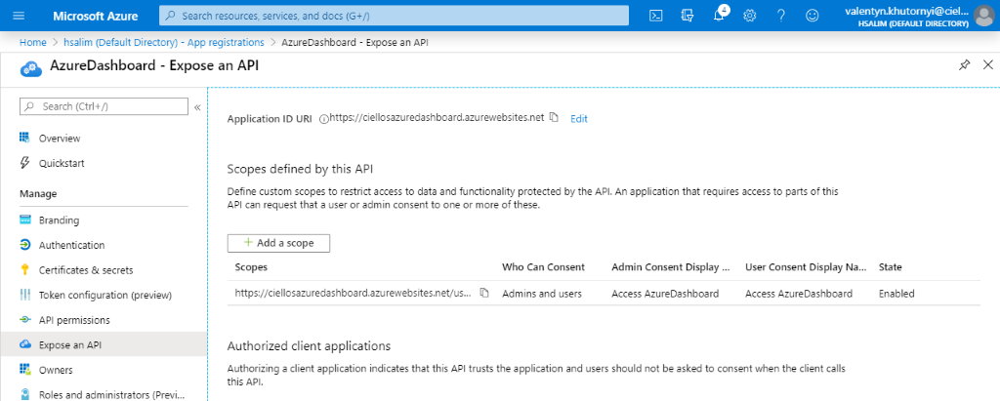 Microsoft Azure
Search resources, services, and docs (G+/)
4
?
valentyn.khutornyi@ciel...
HSALIM (DEFAULT DIRECTORY)
Home > hsalim (Default Directory) - App registrations > AzureDashboard - Expose an API
AzureDashboard - Expose an API
Search (Ctrl+/)
«
Overview
Quickstart
Manage
Branding
Authentication
Certificates & secrets
Token configuration (preview)
API permissions
Expose an API
Owners
Roles and administrators (Previ...
Application ID URI https://ciellosazuredashboard.azurewebsites.net Edit
Scopes defined by this API
Define custom scopes to restrict access to data and functionality protected by the API. An application that requires access to parts of this
API can request that a user or admin consent to one or more of these.
+ Add a scope
Scopes Who Can Consent Admin Consent Display ... User Consent Display Na... State
https://ciellosazuredashboard.azurewebsites.net/us... Admins and users Access AzureDashboard Access AzureDashboard Enabled
Authorized client applications
Authorizing a client application indicates that this API trusts the application and users should not be asked to consent when the client calls
this API.